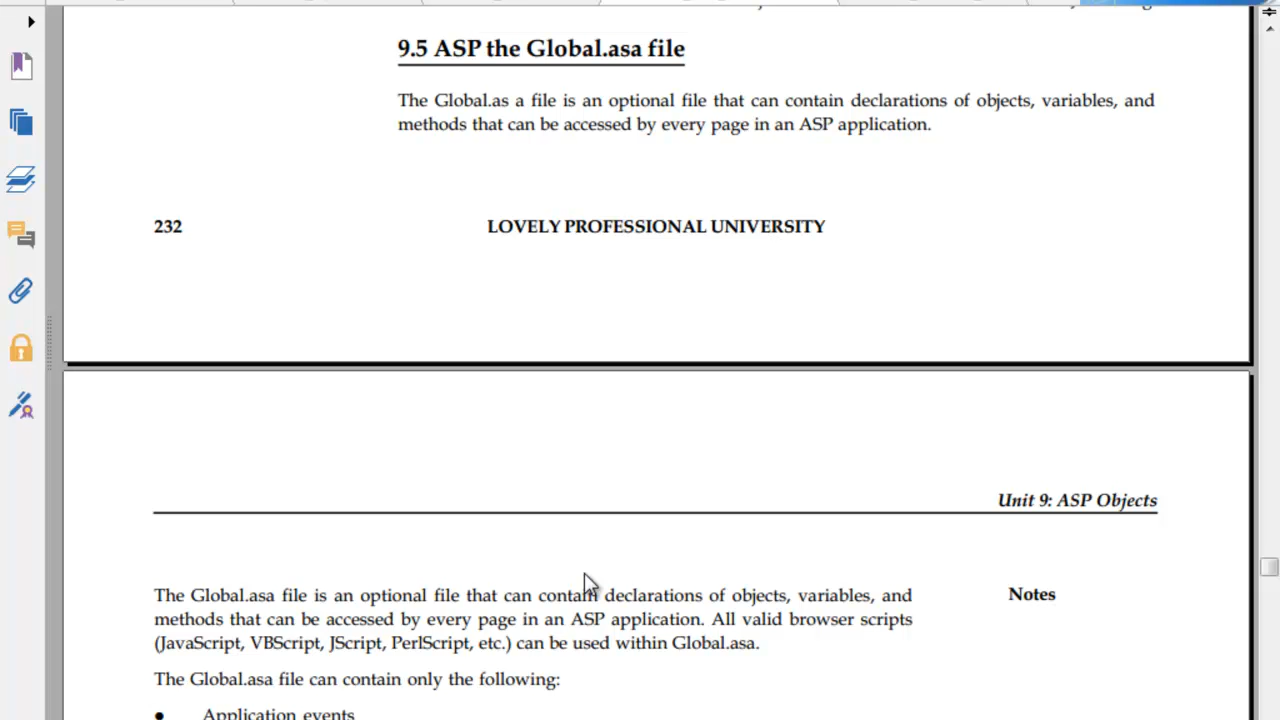 9.5 ASP the Global.asa file
The Global.as a file is an optional file that can contain declarations of objects, variables, and
methods that can be accessed by every page in an ASP application.
232
LOVELY PROFESSIONAL UNIVERSITY
Unit 9: ASP Objects
The Global.asa file is an optional file that can contain declarations of objects, variables, and
methods that can be accessed by every page in an ASP application. All valid browser scripts
(JavaScript, VBScript, JScript, PerlScript, etc.) can be used within Global.asa.
Notes
The Global.asa file can contain only the following:
● Application events